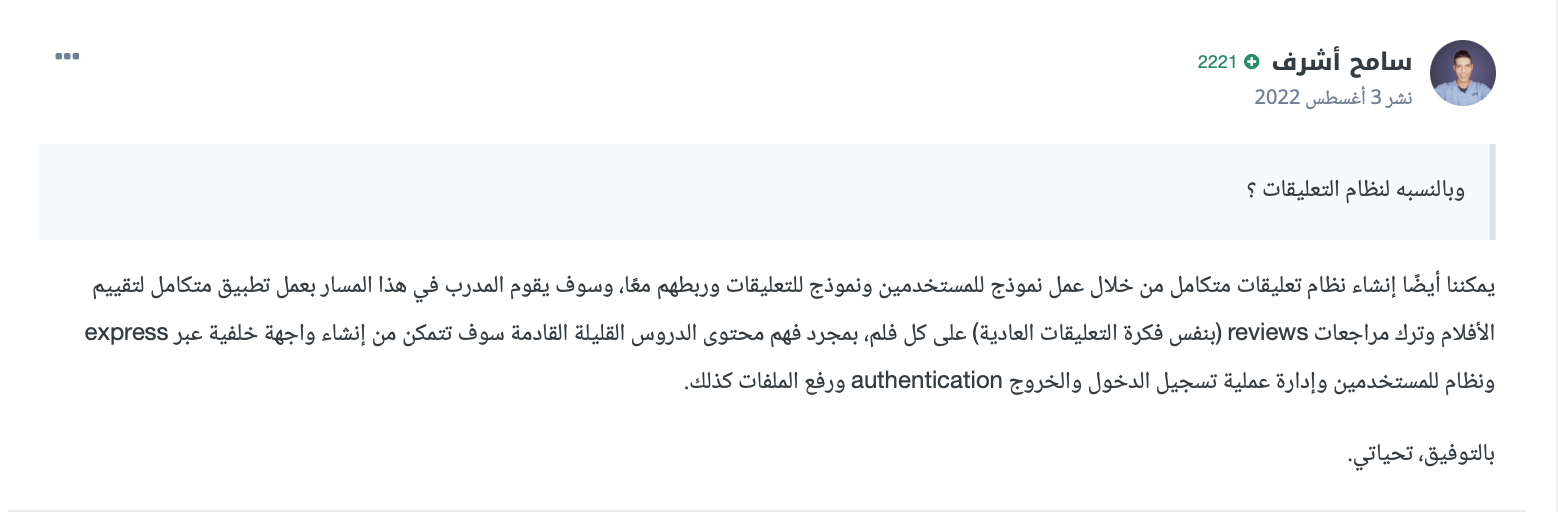 سامح أشرف 2221
نشر 3 أغسطس 2022
وبالنسبه لنظام التعليقات ؟
يمكننا أيضًا إنشاء نظام تعليقات متكامل من خلال عمل نموذج للمستخدمين ونموذج للتعليقات وربطهم معًا، وسوف يقوم المدرب في هذا المسار بعمل تطبيق متكامل لتقييم
الأفلام وترك مراجعات reviews (بنفس فكرة التعليقات العادية) على كل فلم، بمجرد فهم محتوى الدروس القليلة القادمة سوف تتمكن من إنشاء واجهة خلفية عبر express
ونظام للمستخدمين وإدارة عملية تسجيل الدخول والخروج authentication ورفع الملفات كذلك.
بالتوفيق، تحياتي.